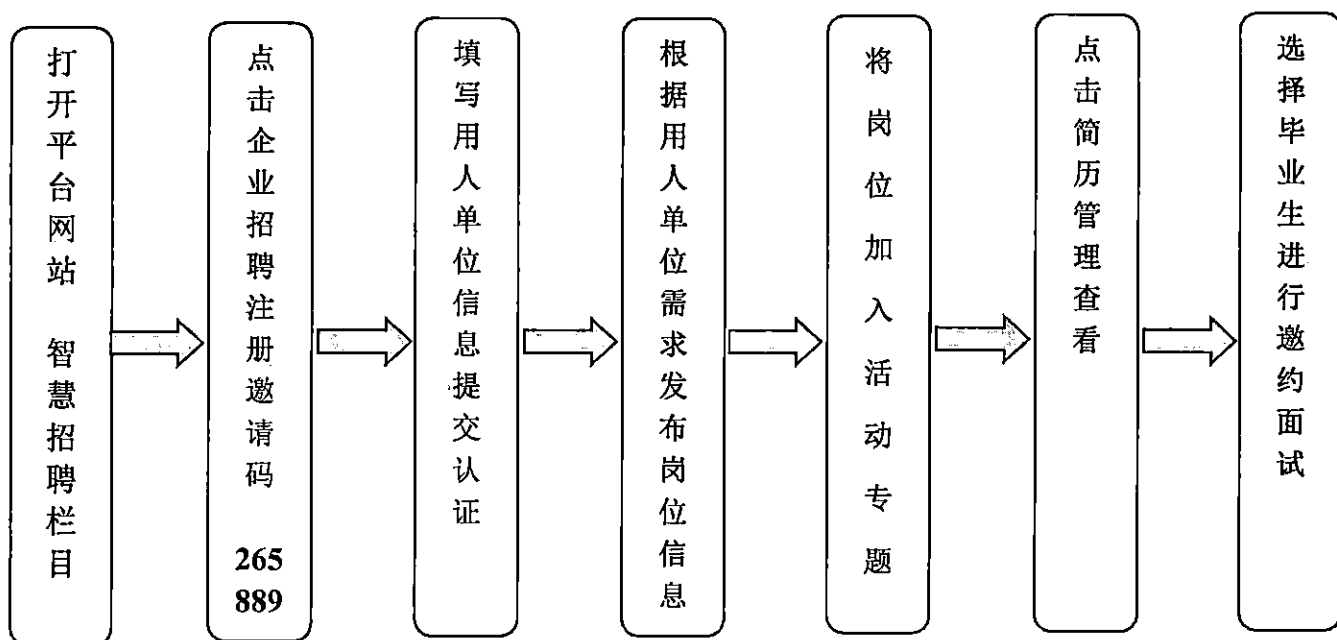 打开平台网站 智慧招聘栏目
点击企业招聘注册邀请码 265
889
填写用人单位信息提交认证
根据用人单位需求发布岗位信息
将岗位加入活动专题
点击简历管理查看
选择毕业生进行邀约面试